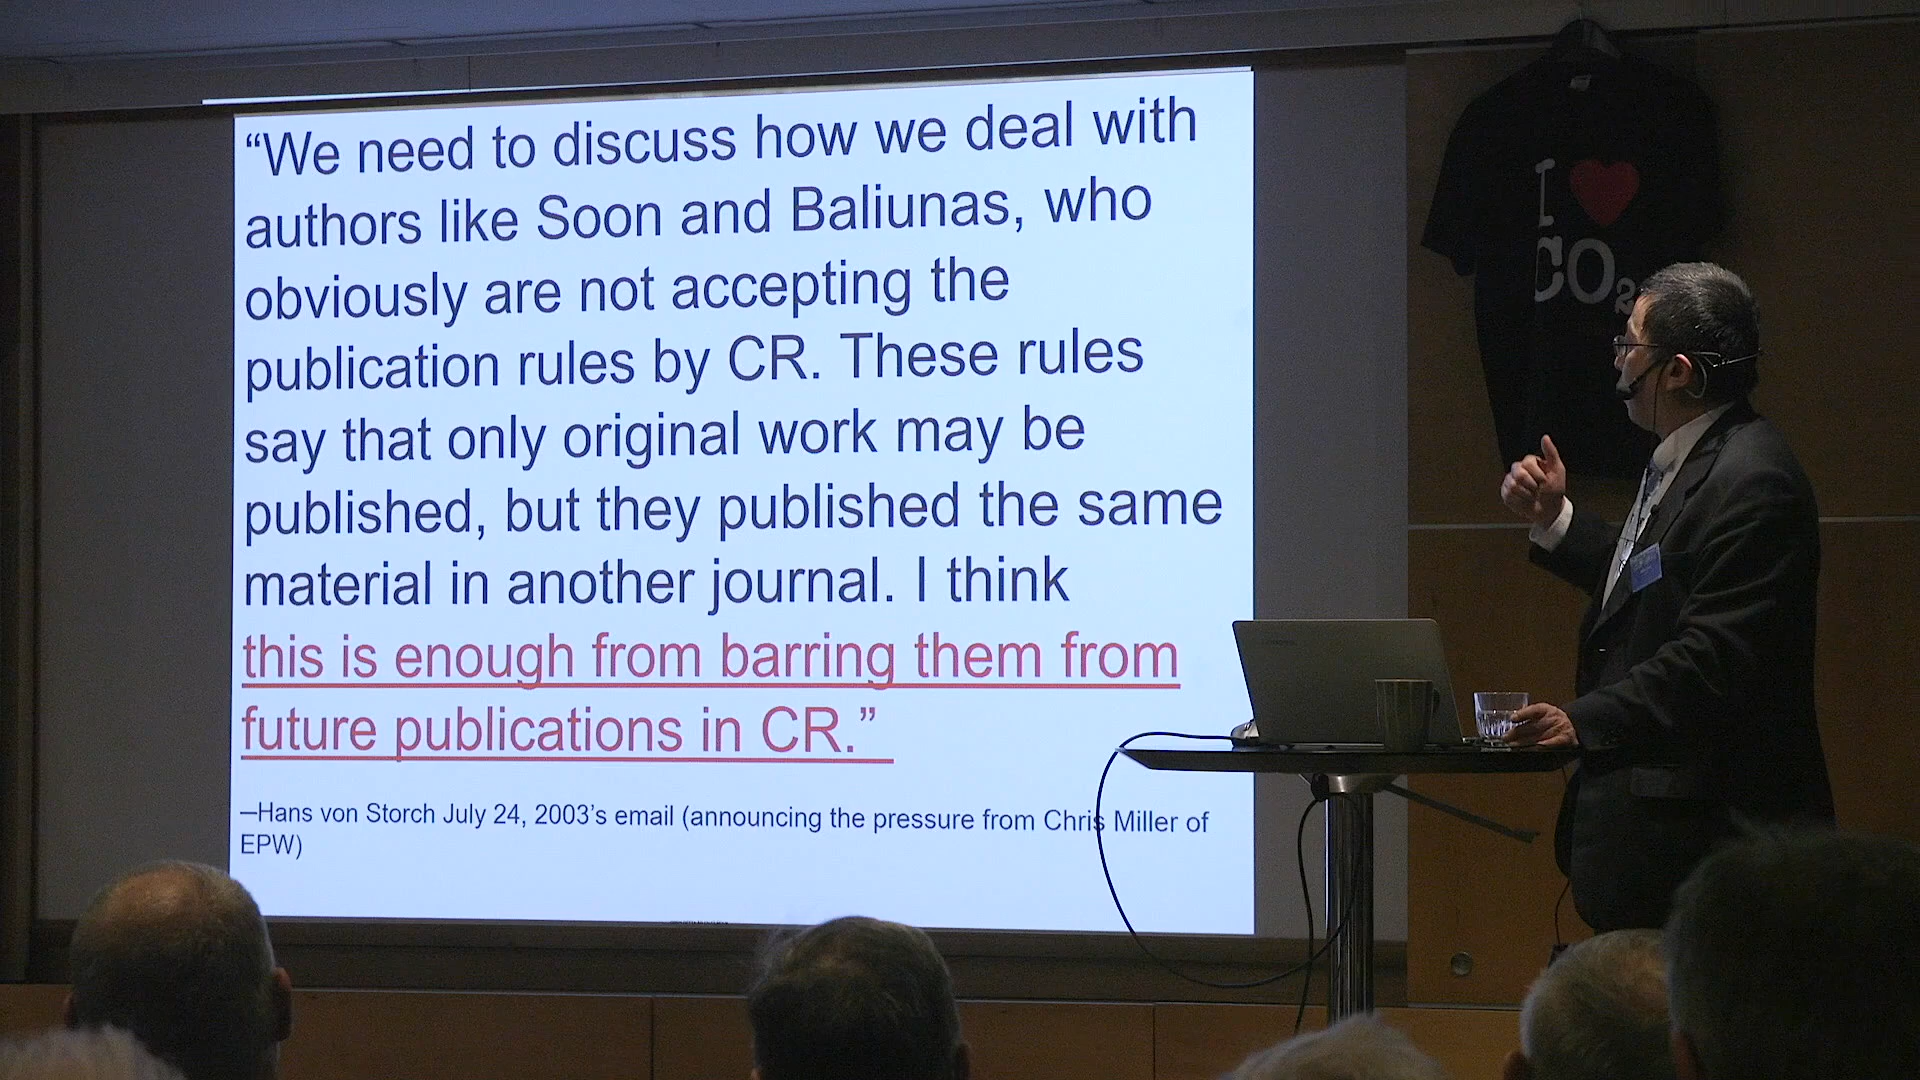 “We need to discuss how we deal with
authors like Soon and Baliunas, who
obviously are not accepting the
publication rules by CR. These rules
say that only original work may be
published, but they published the same
material in another journal. I think
this is enough from barring them from
future publications in CR.”
—Hans von Storch July 24, 2003’s email (announcing the pressure from Chris Miller of
EPW)
I ♥
CO₂